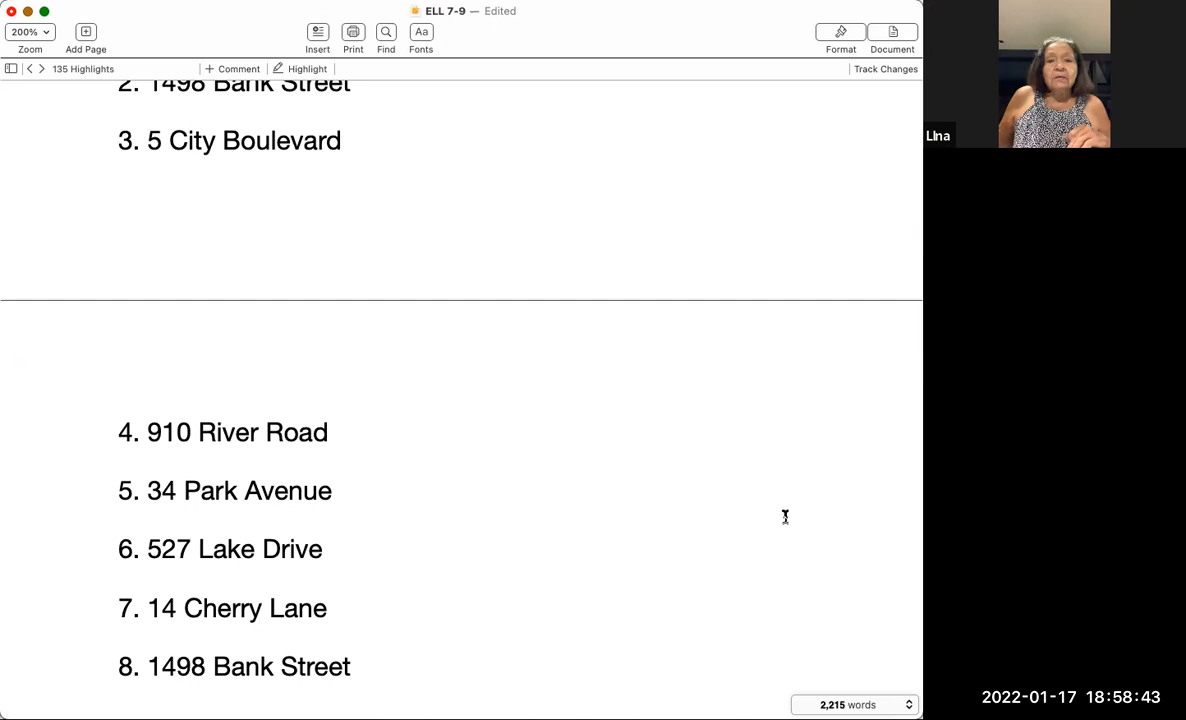 ELL 7-9 — Edited
200%
Zoom
Add Page
Insert
Print
Find
Aa
Fonts
Format
Document
135 Highlights
+ Comment
Highlight
Track Changes
2. 1498 Bank Street
3. 5 City Boulevard
4. 910 River Road
5. 34 Park Avenue
6. 527 Lake Drive
7. 14 Cherry Lane
8. 1498 Bank Street
2,215 words
LIna
2022-01-17 18:58:43